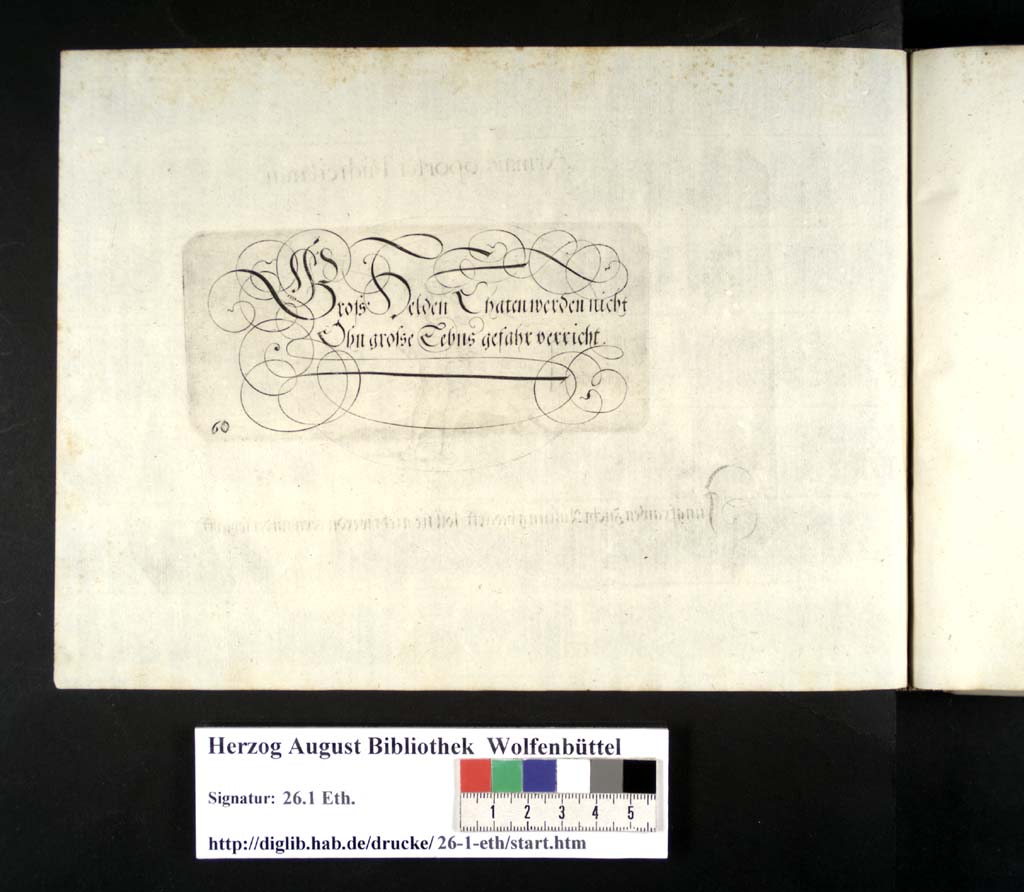 Groß Helden Thaten werden nicht
Ohn große Lebns gefahr verricht.
60
Herzog August Bibliothek Wolfenbüttel
Signatur: 26.1 Eth.
1 2 3 4 5
http://diglib.hab.de/drucke/ 26-1-eth/start.htm